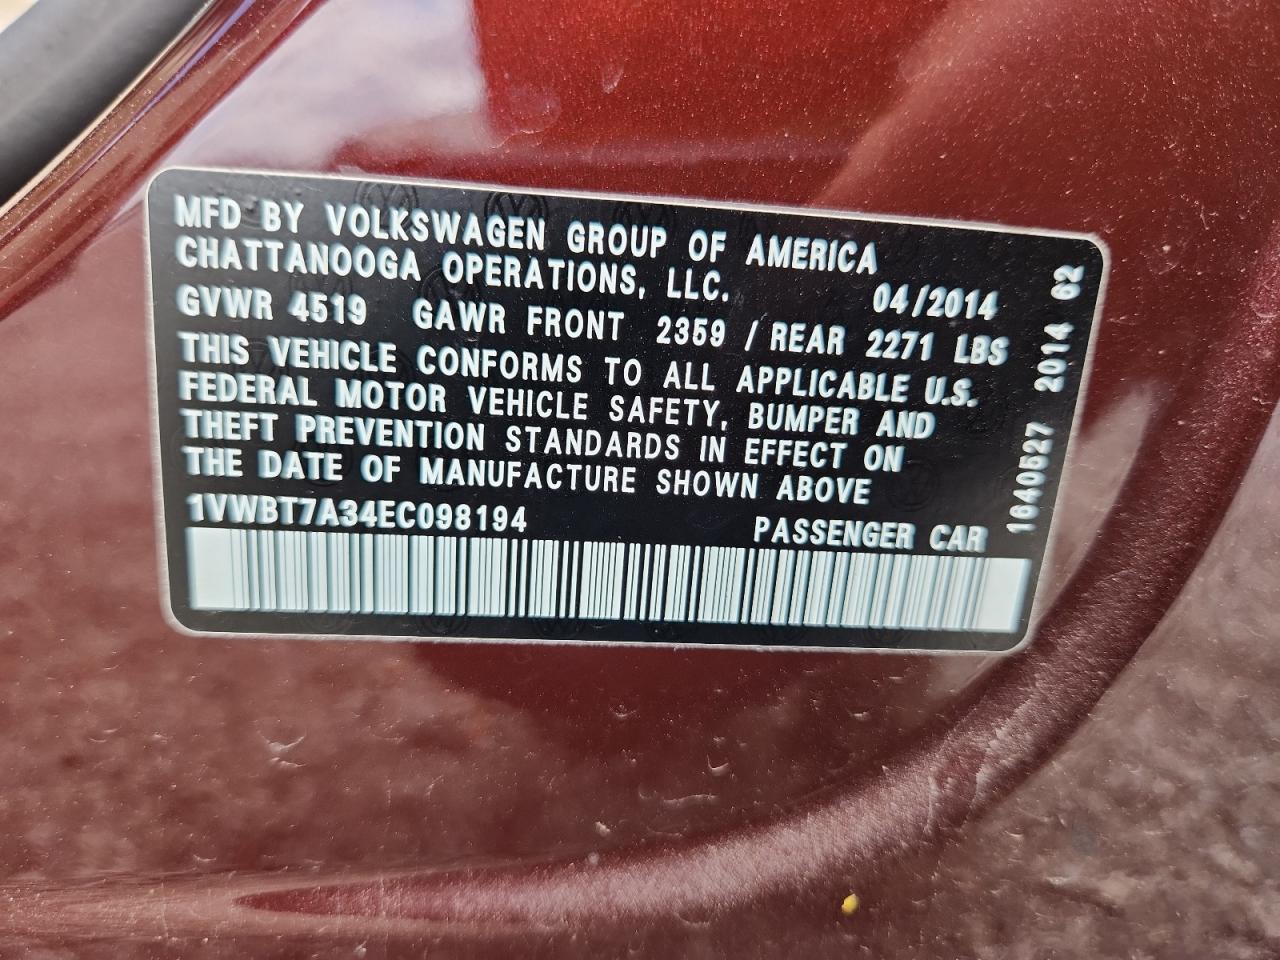 MFD BY VOLKSWAGEN GROUP OF AMERICA
CHATTANOOGA OPERATIONS, LLC. 04/2014
GVWR 4519 GAWR FRONT 2359 / REAR 2271 LBS
THIS VEHICLE CONFORMS TO ALL APPLICABLE U.S.
FEDERAL MOTOR VEHICLE SAFETY, BUMPER AND
THEFT PREVENTION STANDARDS IN EFFECT ON
THE DATE OF MANUFACTURE SHOWN ABOVE
1VWBT7A34EC098194 PASSENGER CAR
1640527 2014 62